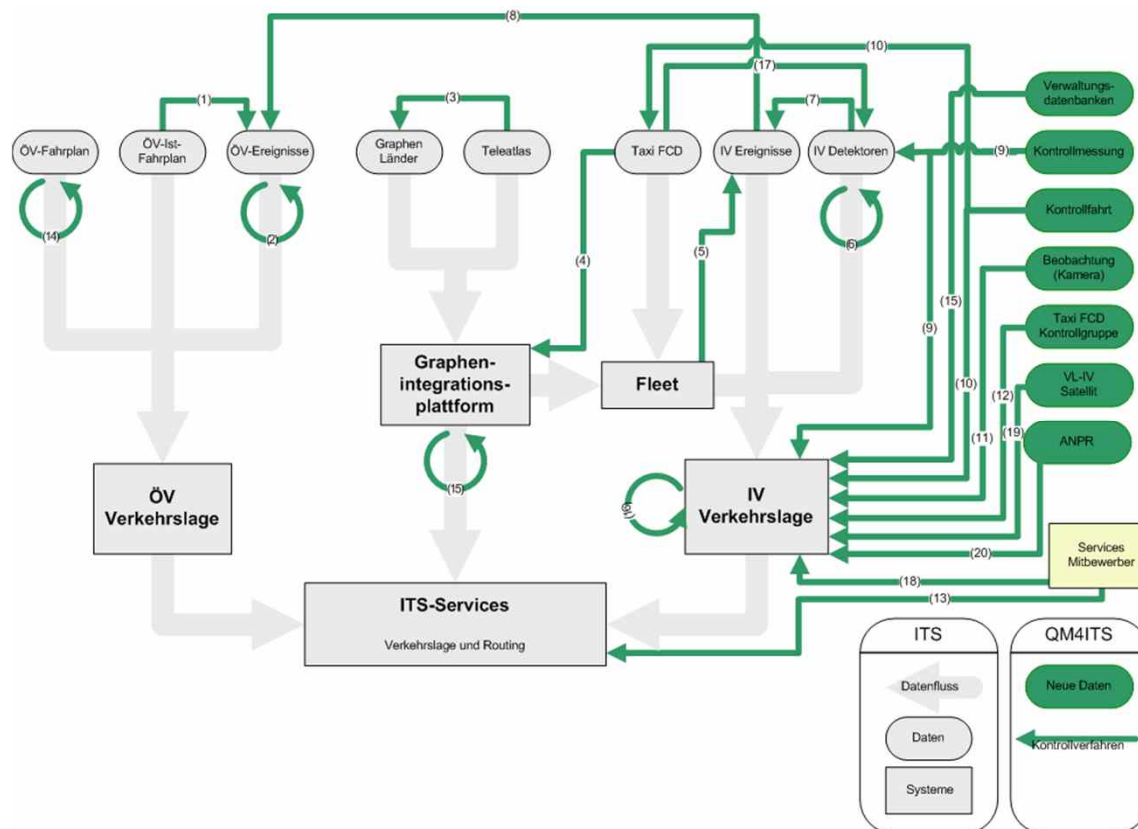 (8)
(10)
(17)
(1)
(3)
(7)
Verwaltungs-
datenbanken
ÖV-Fahrplan
ÖV-Ist-
Fahrplan
ÖV-Ereignisse
Graphen
Länder
Teleatlas
Taxi FCD
IV Ereignisse
IV Detektoren
(9)
Kontrollmessung
Kontrollfahrt
(14)
(2)
(4)
(5)
(6)
Beobachtung
(Kamera)
(15)
(9)
Taxi FCD
Kontrollgruppe
Graphen-
integrations-
plattform
Fleet
(10)
(12)
VL-IV
Satellit
(11)
(19)
ANPR
(15)
ÖV
Verkehrslage
IV
Verkehrslage
(20)
Services
Mitbewerber
(18)
(13)
ITS-Services
Verkehrslage und Routing
ITS
QM4ITS
Datenfluss
Neue Daten
Daten
Kontrollverfahren
Systeme